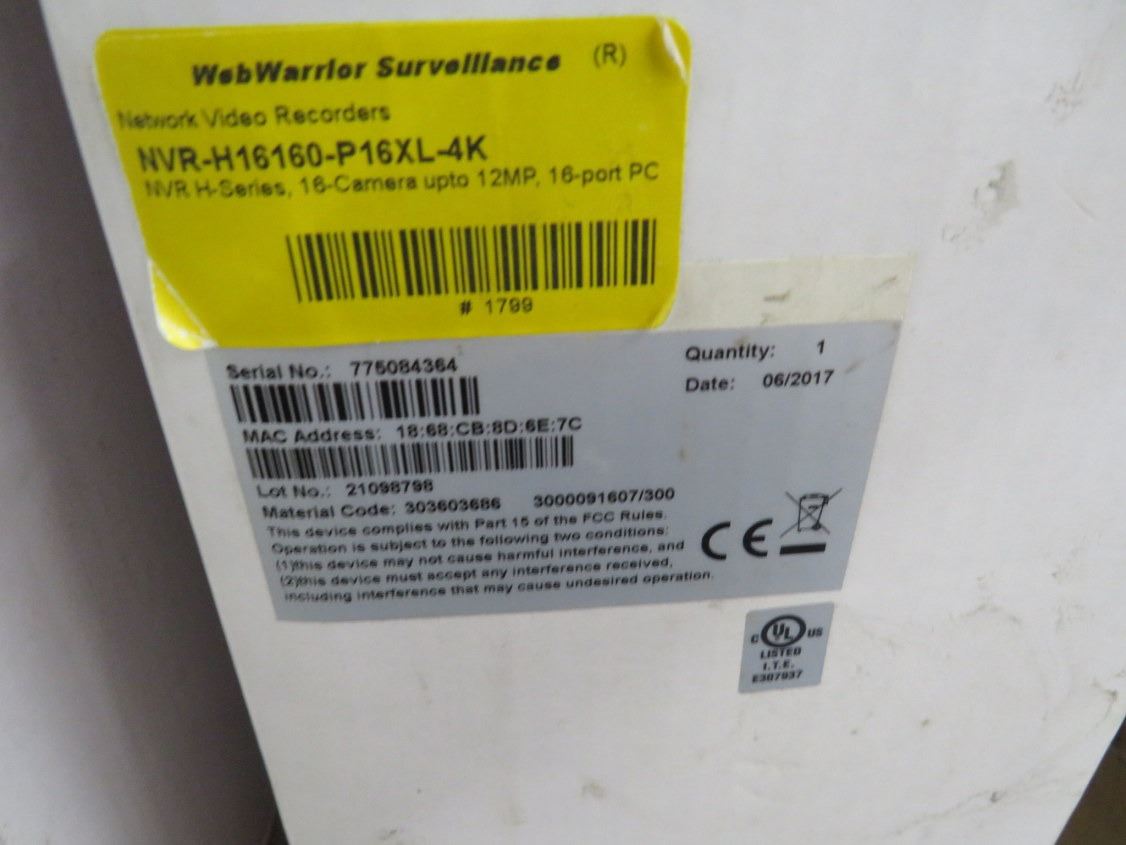 WebWarrior Surveillance (R)
Network Video Recorders
NVR-H16160-P16XL-4K
NVR H-Series, 16-Camera upto 12MP, 16-port PC
# 1799
Serial No.: 775084364
Quantity: 1
Date: 06/2017
MAC Address: 18:68:CB:8D:6E:7C
Lot No.: 21098798
Material Code: 303603686 3000091607/300
This device complies with Part 15 of the FCC Rules.
Operation is subject to the following two conditions:
(1)this device may not cause harmful interference, and
(2)this device must accept any interference received,
including interference that may cause undesired operation.
CE
C UL US
LISTED
I.T.E.
E307937